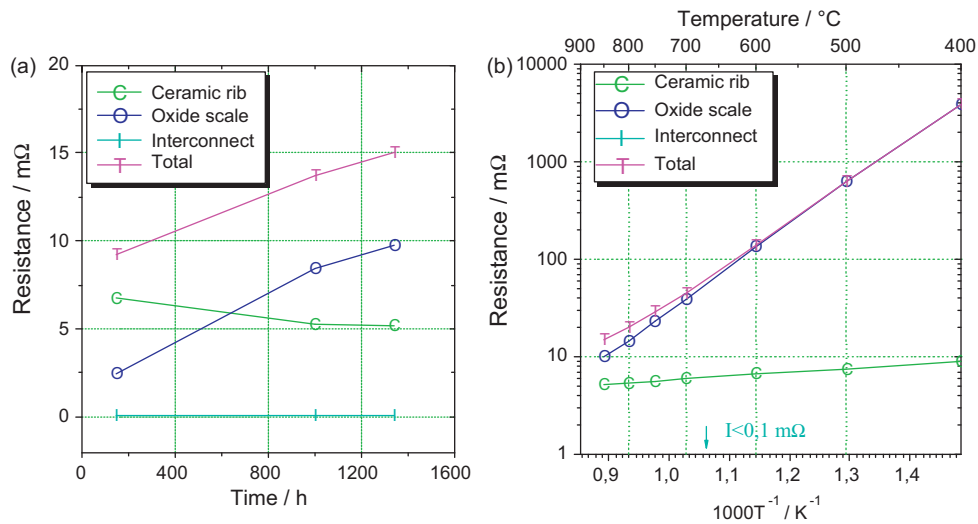 (a)
Resistance / mΩ
20
15
10
5
0
0 400 800 1200 1600
Time / h
C Ceramic rib
O Oxide scale
I Interconnect
T Total
Temperature / °C
900 800 700 600 500 400
(b)
Resistance / mΩ
10000
1000
100
10
1
C Ceramic rib
O Oxide scale
I Interconnect
T Total
I<0,1 mΩ
0,9 1,0 1,1 1,2 1,3 1,4
1000T⁻¹ / K⁻¹